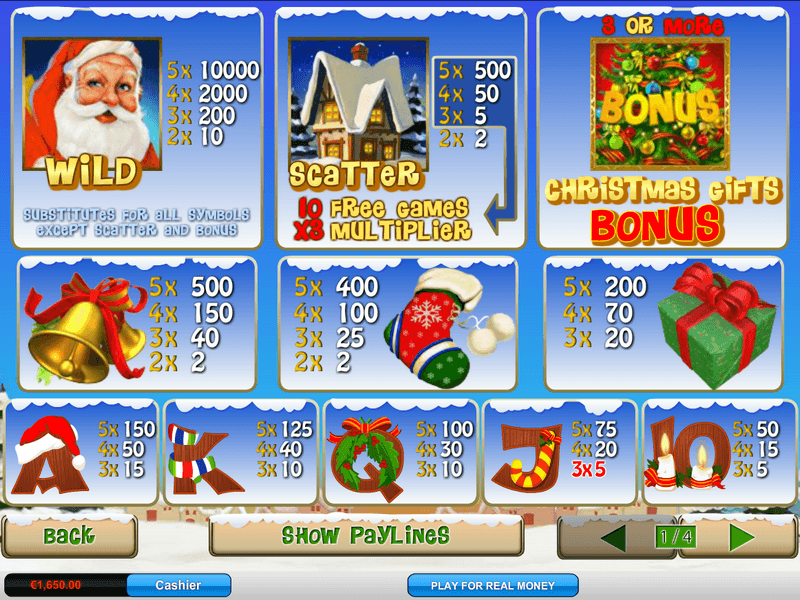 5x 10000
4x 2000
3x 200
2x 10
WILD
SUBSTITUTES FOR ALL SYMBOLS
EXCEPT SCATTER AND BONUS
5x 500
4x 50
3x 5
2x 2
SCATTER
10 FREE GAMES
X3 MULTIPLIER
3 OR MORE
BONUS
CHRISTMAS GIFTS
BONUS
5x 500
4x 150
3x 40
2x 2
5x 400
4x 100
3x 25
2x 2
5x 200
4x 70
3x 20
A
5x 150
4x 50
3x 15
K
5x 125
4x 40
3x 10
Q
5x 100
4x 30
3x 10
J
5x 75
4x 20
3x 5
10
5x 50
4x 15
3x 5
BACK
SHOW PAYLINES
1/4
€1,650.00
Cashier
PLAY FOR REAL MONEY